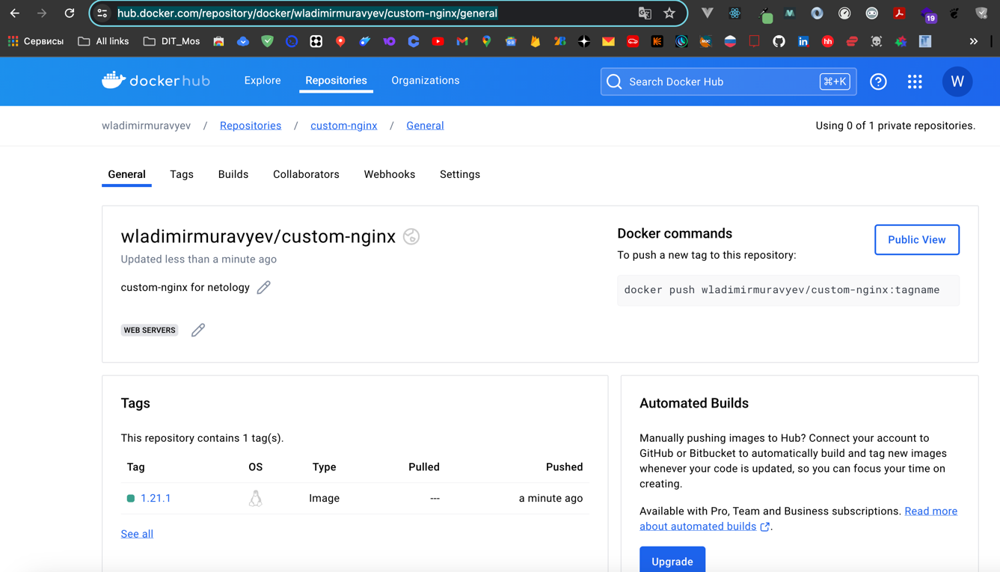 hub.docker.com/repository/docker/wladimirmuravyev/custom-nginx/general
19
Сервисы All links DIT_Mos
docker hub Explore Repositories Organizations Search Docker Hub ⌘+K ? W
wladimirmuravyev / Repositories / custom-nginx / General Using 0 of 1 private repositories.
General Tags Builds Collaborators Webhooks Settings
wladimirmuravyev/custom-nginx
Updated less than a minute ago
custom-nginx for netology
WEB SERVERS
Docker commands
Public View
To push a new tag to this repository:
docker push wladimirmuravyev/custom-nginx:tagname
Tags
This repository contains 1 tag(s).
Tag OS Type Pulled Pushed
1.21.1 Image --- a minute ago
See all
Automated Builds
Manually pushing images to Hub? Connect your account to
GitHub or Bitbucket to automatically build and tag new images
whenever your code is updated, so you can focus your time on
creating.
Available with Pro, Team and Business subscriptions. Read more
about automated builds.
Upgrade